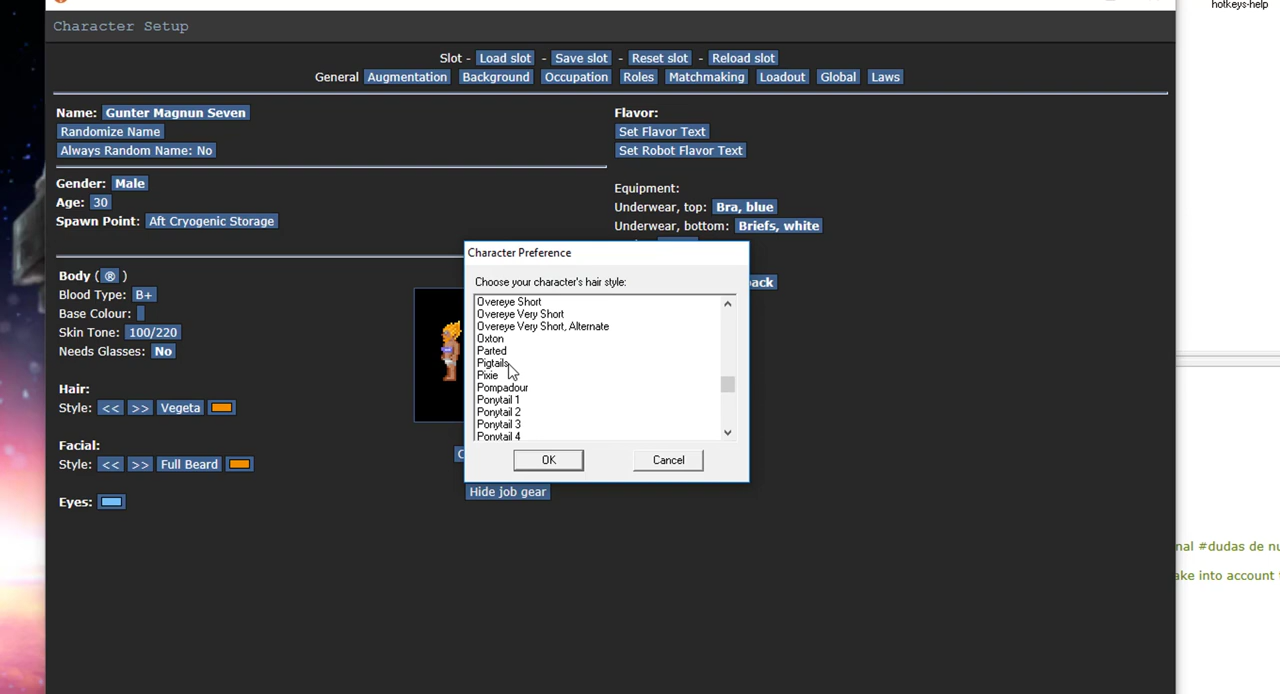 hotkeys-help
Character Setup
Slot - Load slot - Save slot - Reset slot - Reload slot
General Augmentation Background Occupation Roles Matchmaking Loadout Global Laws
Name: Gunter Magnun Seven
Randomize Name
Always Random Name: No
Gender: Male
Age: 30
Spawn Point: Aft Cryogenic Storage
Body (® )
Blood Type: B+
Base Colour:
Skin Tone: 100/220
Needs Glasses: No
Hair:
Style: << >> Vegeta
Facial:
Style: << >> Full Beard
Eyes:
Flavor:
Set Flavor Text
Set Robot Flavor Text
Equipment:
Underwear, top: Bra, blue
Underwear, bottom: Briefs, white
Character Preference
Choose your character's hair style:
Overeye Short
Overeye Very Short
Overeye Very Short, Alternate
Oxton
Parted
Pigtails
Pixie
Pompadour
Ponytail 1
Ponytail 2
Ponytail 3
Ponytail 4
OK Cancel
ack
Hide job gear
nal #dudas de nu
ake into account